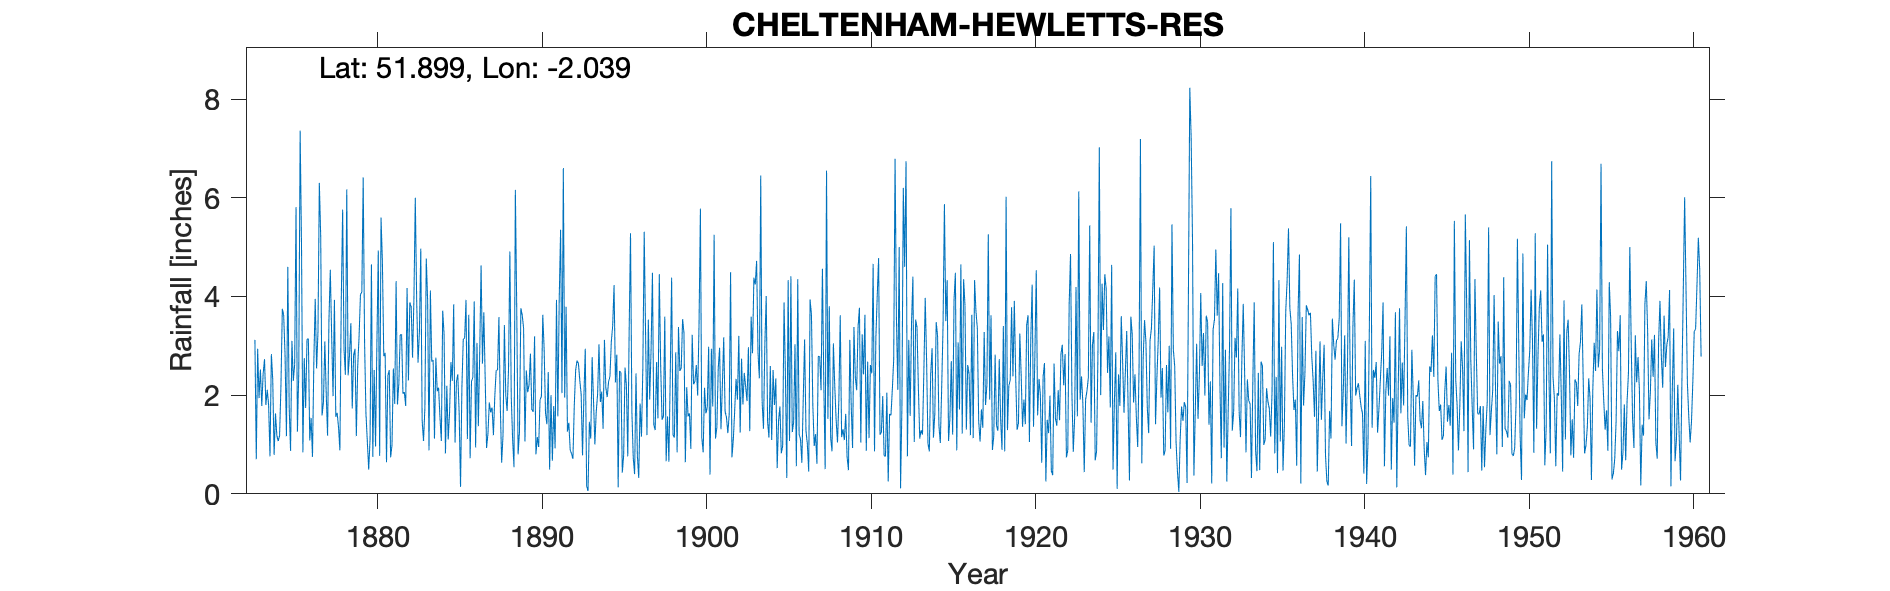 CHELTENHAM-HEWLETTS-RES
Lat: 51.899, Lon: -2.039
8
6
4
2
0
Rainfall [inches]
1880 1890 1900 1910 1920 1930 1940 1950 1960
Year